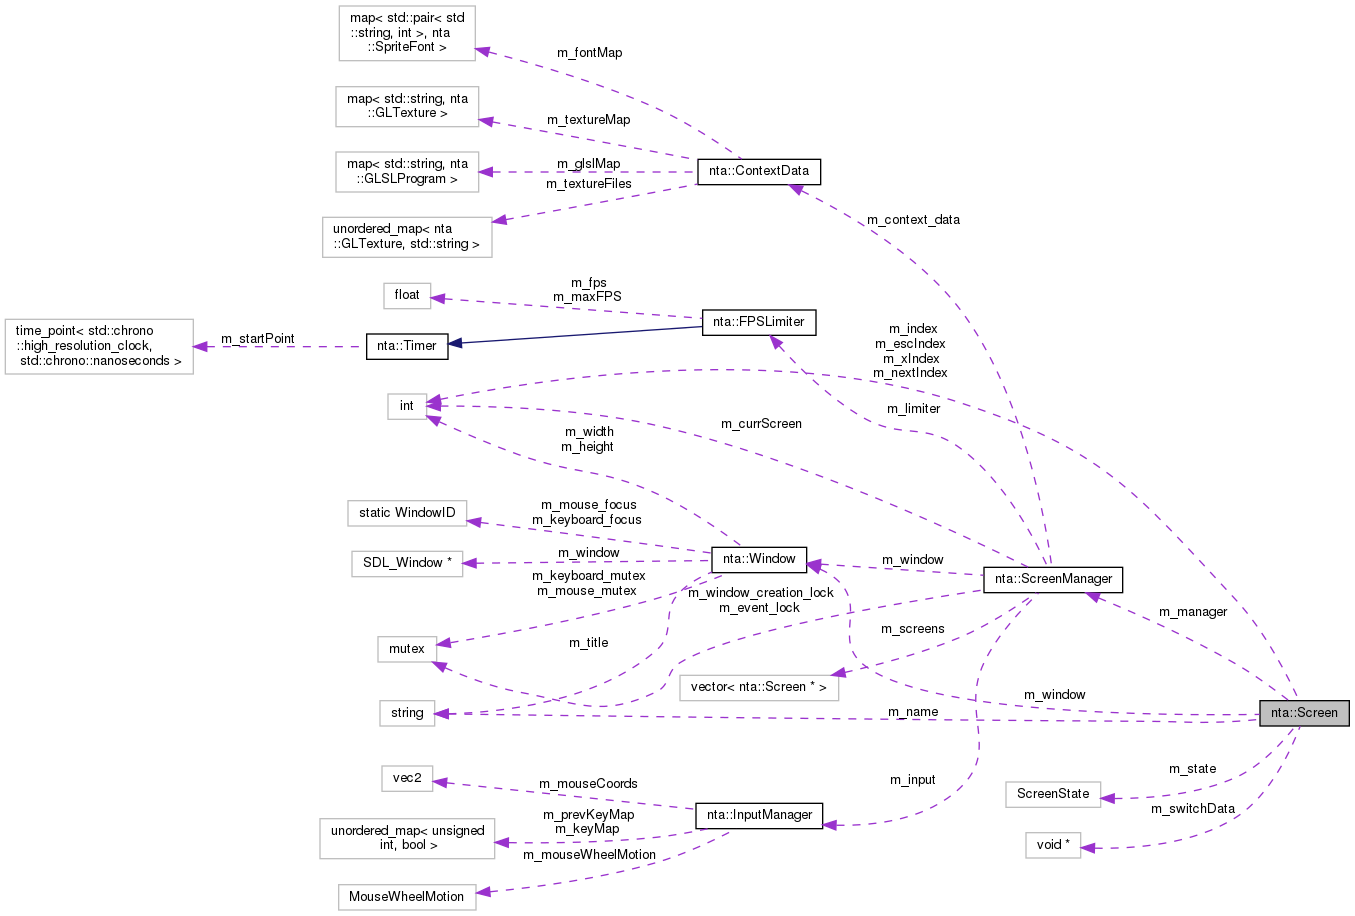 map< std::pair< std
::string, int >, nta
::SpriteFont >
m_fontMap
map< std::string, nta
::GLTexture >
m_textureMap
map< std::string, nta
::GLSLProgram >
m_glslMap
nta::ContextData
m_textureFiles
unordered_map< nta
::GLTexture, std::string >
m_context_data
float
m_fps
m_maxFPS
nta::FPSLimiter
time_point< std::chrono
::high_resolution_clock,
std::chrono::nanoseconds >
m_startPoint
nta::Timer
m_index
m_escIndex
m_xIndex
m_nextIndex
int
m_limiter
m_currScreen
m_width
m_height
static WindowID
m_mouse_focus
m_keyboard_focus
SDL_Window *
m_window
nta::Window
m_window
nta::ScreenManager
m_keyboard_mutex
m_mouse_mutex
m_window_creation_lock
m_event_lock
m_manager
mutex
m_title
m_screens
vector< nta::Screen * >
m_window
string
m_name
nta::Screen
vec2
m_mouseCoords
m_input
m_state
ScreenState
m_switchData
void *
nta::InputManager
m_prevKeyMap
m_keyMap
unordered_map< unsigned
int, bool >
m_mouseWheelMotion
MouseWheelMotion